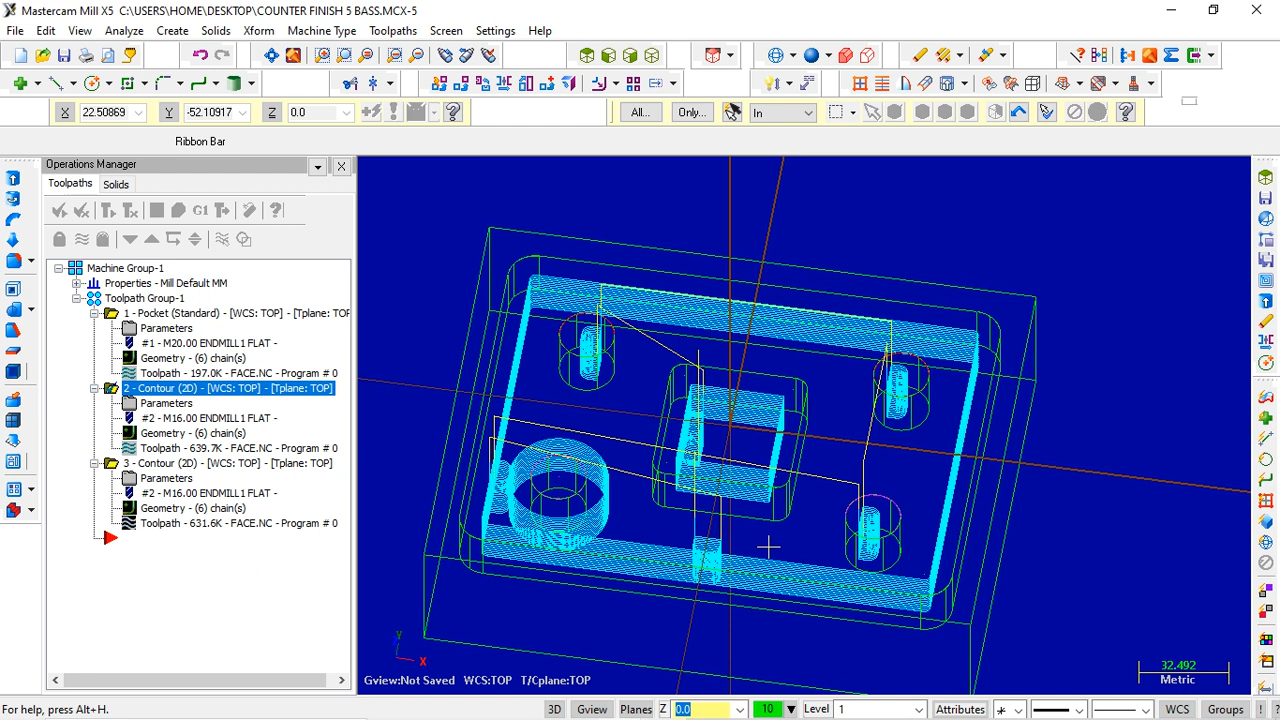 Mastercam Mill X5  C:\USERS\HOME\DESKTOP\COUNTER FINISH 5 BASS.MCX-5
File Edit View Analyze Create Solids Xform Machine Type Toolpaths Screen Settings Help
X 22.50869 Y -52.10917 Z 0.0 All... Only... In
Ribbon Bar
Operations Manager
Toolpaths Solids
G1
Machine Group-1
Properties - Mill Default MM
Toolpath Group-1
1 - Pocket (Standard) - [WCS: TOP] - [Tplane: TOP
Parameters
#1 - M20.00 ENDMILL1 FLAT -
Geometry - (6) chain(s)
Toolpath - 197.0K - FACE.NC - Program # 0
2 - Contour (2D) - [WCS: TOP] - [Tplane: TOP]
Parameters
#2 - M16.00 ENDMILL1 FLAT -
Geometry - (6) chain(s)
Toolpath - 639.7K - FACE.NC - Program # 0
3 - Contour (2D) - [WCS: TOP] - [Tplane: TOP]
Parameters
#2 - M16.00 ENDMILL1 FLAT -
Geometry - (6) chain(s)
Toolpath - 631.6K - FACE.NC - Program # 0
Y
X
32.492
Metric
Gview:Not Saved WCS:TOP T/Cplane:TOP
For help, press Alt+H. 3D Gview Planes Z 0.0 10 Level 1 Attributes WCS Groups ?